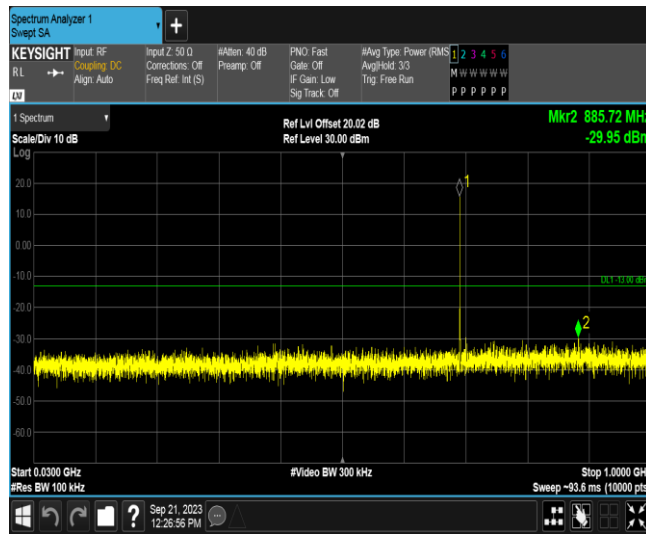 Spectrum Analyzer 1
Swept SA
+
KEYSIGHT Input: RF Input Z: 50 Ω #Atten: 40 dB PNO: Fast #Avg Type: Power (RMS 1 2 3 4 5 6
RL Coupling: DC Corrections: Off Preamp: Off Gate: Off Avg|Hold: 3/3 M W W W W W
Align: Auto Freq Ref: Int (S) IF Gain: Low Trig: Free Run
LXI Sig Track: Off P P P P P P
1 Spectrum Ref Lvl Offset 20.02 dB Mkr2 885.72 MHz
Scale/Div 10 dB Ref Level 30.00 dBm -29.95 dBm
Log
20.0
1
10.0
0.00
-10.0
DL1 -13.00 dBm
-20.0
2
-30.0
-40.0
-50.0
-60.0
Start 0.0300 GHz #Video BW 300 kHz Stop 1.0000 GHz
#Res BW 100 kHz Sweep ~93.6 ms (10000 pts
? Sep 21, 2023
12:26:56 PM